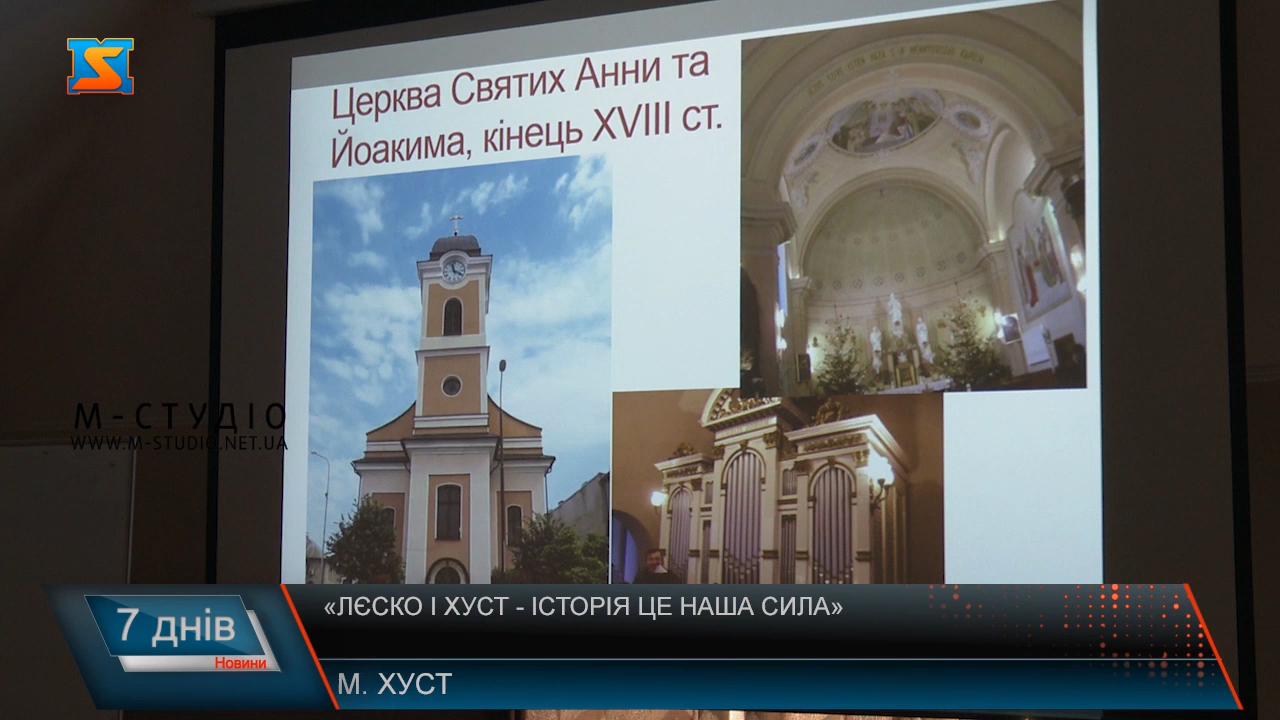 Церква Святих Анни та
Йоакима, кінець XVIII ст.
М-СТУДІО
WWW.M-STUDIO.NET.UA
7 днів
Новини
«ЛЄСКО І ХУСТ - ІСТОРІЯ ЦЕ НАША СИЛА»
М. ХУСТ